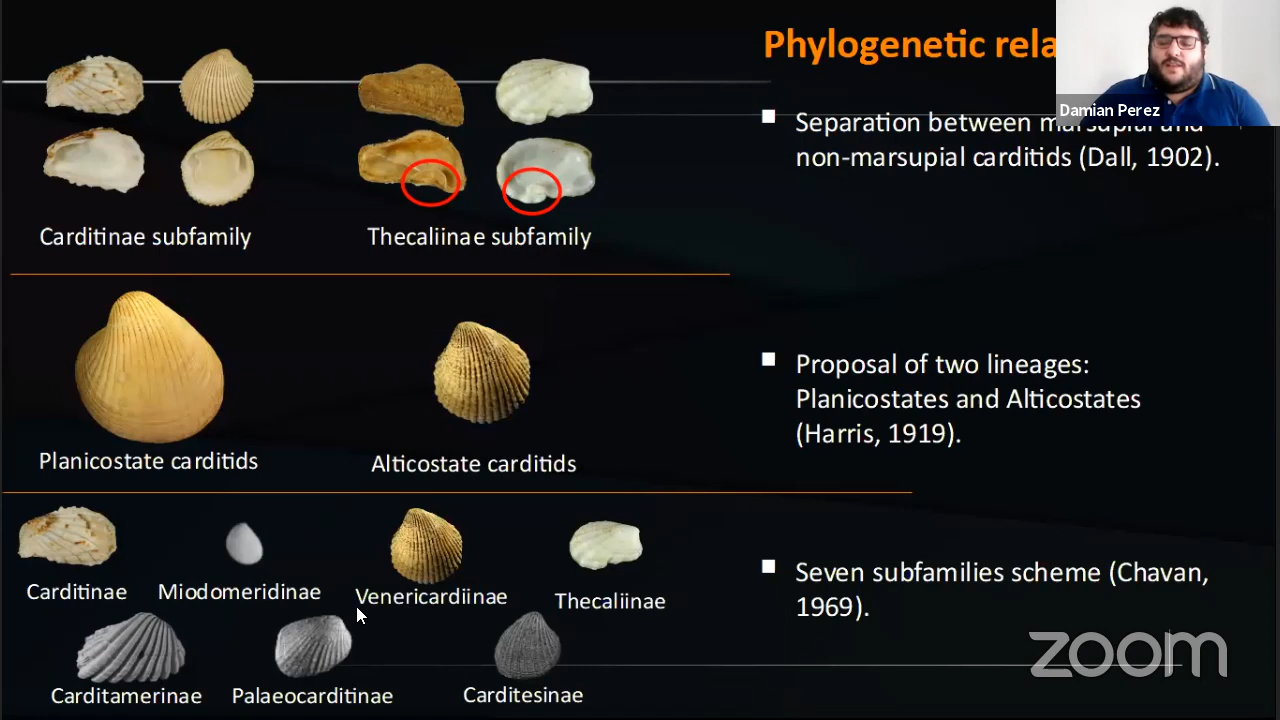 Phylogenetic rela
Damian Perez
Separation between marsupial and
non-marsupial carditids (Dall, 1902).
Carditinae subfamily
Thecaliinae subfamily
Proposal of two lineages:
Planicostates and Alticostates
(Harris, 1919).
Planicostate carditids
Alticostate carditids
Carditinae
Miodomeridinae
Venericardiinae
Thecaliinae
Seven subfamilies scheme (Chavan,
1969).
Carditamerinae
Palaeocarditinae
Carditesinae
zoom